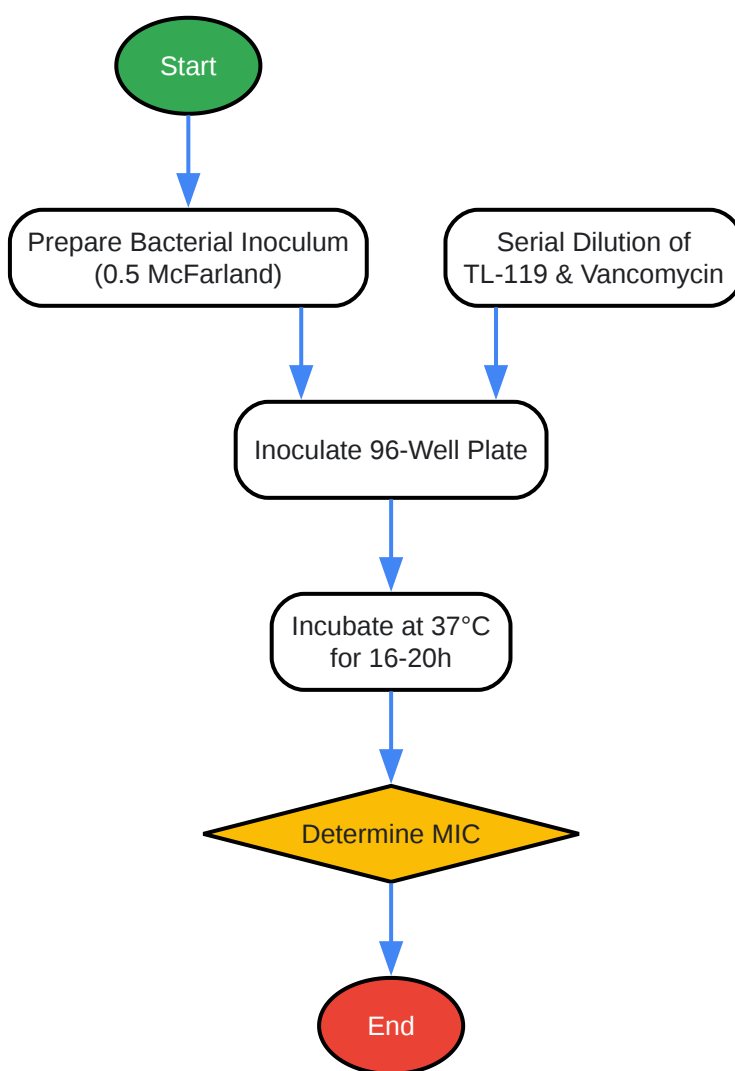 Start
Prepare Bacterial Inoculum
(0.5 McFarland)
Serial Dilution of
TL-119 & Vancomycin
Inoculate 96-Well Plate
Incubate at 37°C
for 16-20h
Determine MIC
End